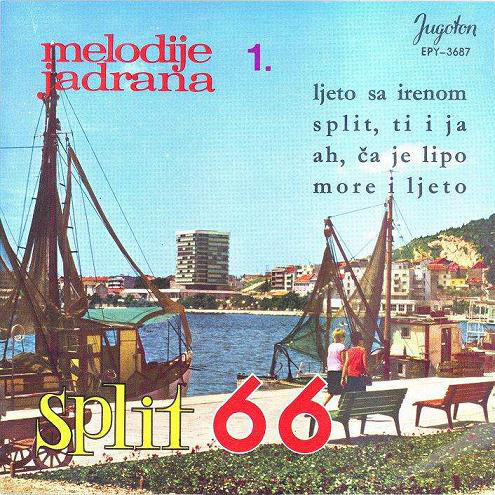 melodije
jadrana
1.
Jugoton
EPY-3687
ljeto sa irenom
split, ti i ja
ah, ča je lipo
more i ljeto
split 66